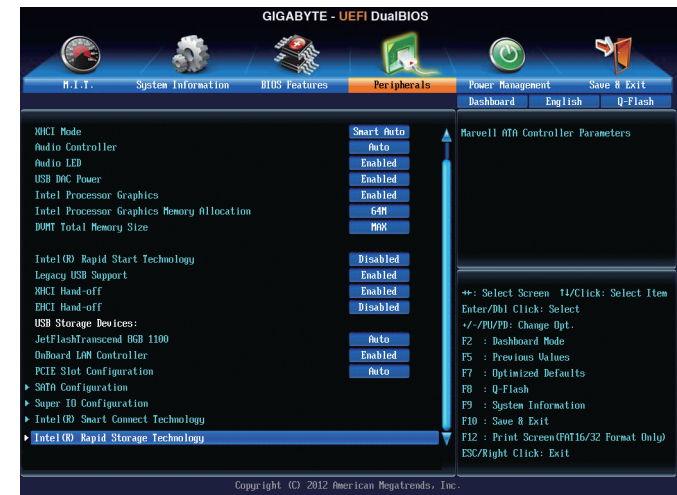 GIGABYTE - UEFI DualBIOS
M.I.T. System Information BIOS Features Peripherals Power Management Save & Exit
Dashboard English Q-Flash
XHCI Mode Smart Auto
Audio Controller Auto
Audio LED Enabled
USB DAC Power Enabled
Intel Processor Graphics Enabled
Intel Processor Graphics Memory Allocation 64M
DVMT Total Memory Size MAX
Intel(R) Rapid Start Technology Disabled
Legacy USB Support Enabled
XHCI Hand-off Enabled
EHCI Hand-off Disabled
USB Storage Devices:
JetFlashTranscend 8GB 1100 Auto
OnBoard LAN Controller Enabled
PCIE Slot Configuration Auto
SATA Configuration
Super IO Configuration
Intel(R) Smart Connect Technology
Intel(R) Rapid Storage Technology
Marvell ATA Controller Parameters
↔: Select Screen ↑↓/Click: Select Item
Enter/Dbl Click: Select
+/-/PU/PD: Change Opt.
F2 : Dashboard Mode
F5 : Previous Values
F7 : Optimized Defaults
F8 : Q-Flash
F9 : System Information
F10 : Save & Exit
F12 : Print Screen(FAT16/32 Format Only)
ESC/Right Click: Exit
Copyright (C) 2012 American Megatrends, Inc.